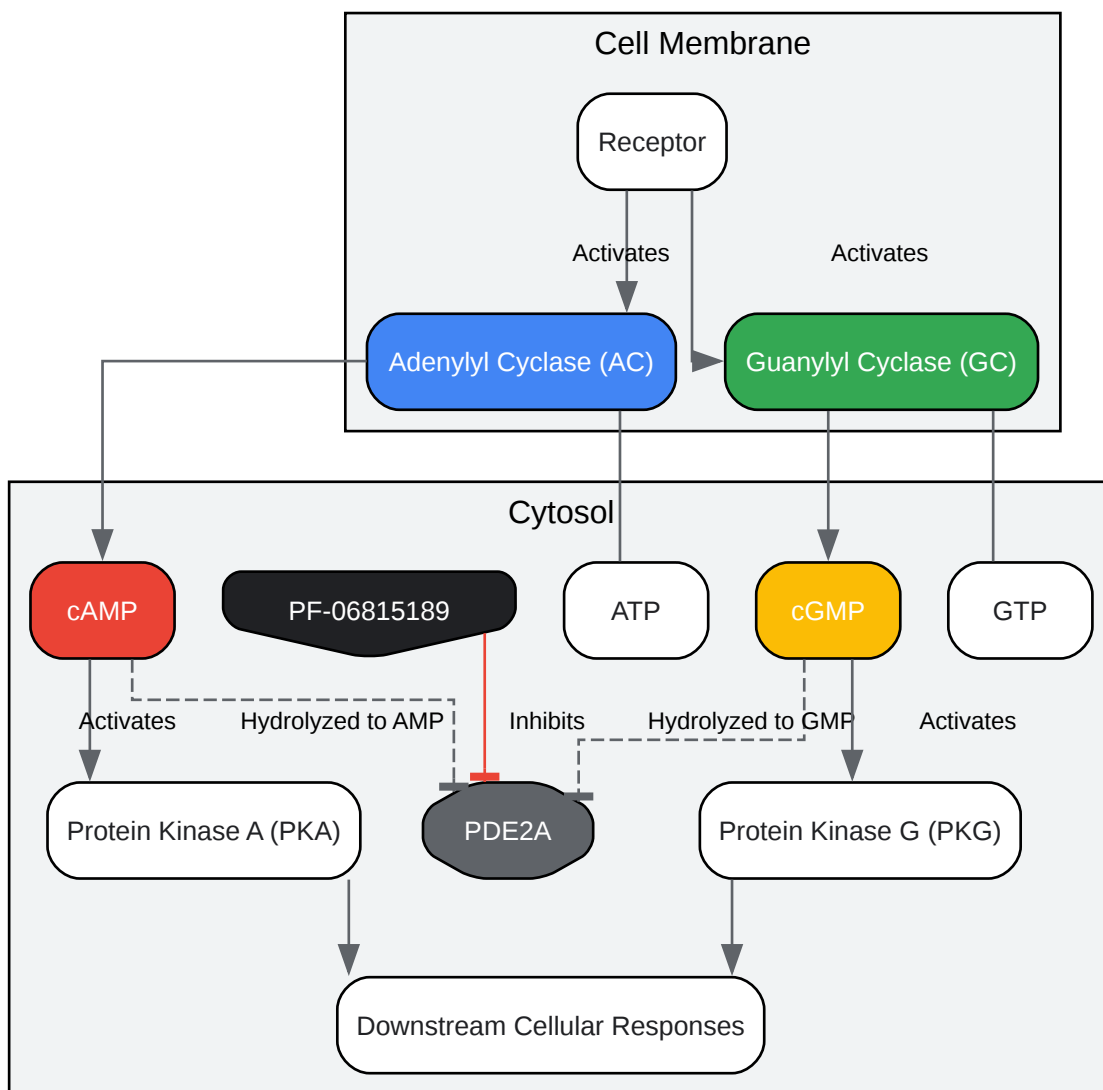 Cell Membrane
Receptor
Activates
Activates
Adenylyl Cyclase (AC)
Guanylyl Cyclase (GC)
Cytosol
cAMP
PF-06815189
ATP
cGMP
GTP
Activates
Hydrolyzed to AMP
Inhibits
Hydrolyzed to GMP
Activates
Protein Kinase A (PKA)
PDE2A
Protein Kinase G (PKG)
Downstream Cellular Responses